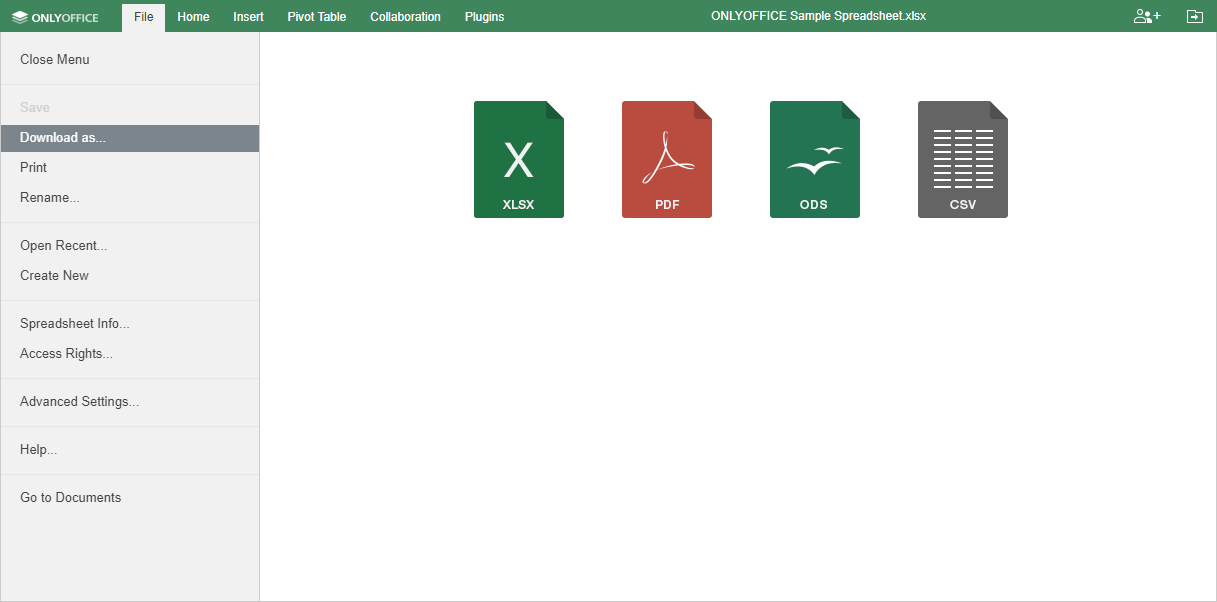 ONLYOFFICE File Home Insert Pivot Table Collaboration Plugins ONLYOFFICE Sample Spreadsheet.xlsx
Close Menu
Save
Download as...
Print
Rename...
Open Recent...
Create New
Spreadsheet Info...
Access Rights...
Advanced Settings...
Help...
Go to Documents
XLSX PDF ODS CSV